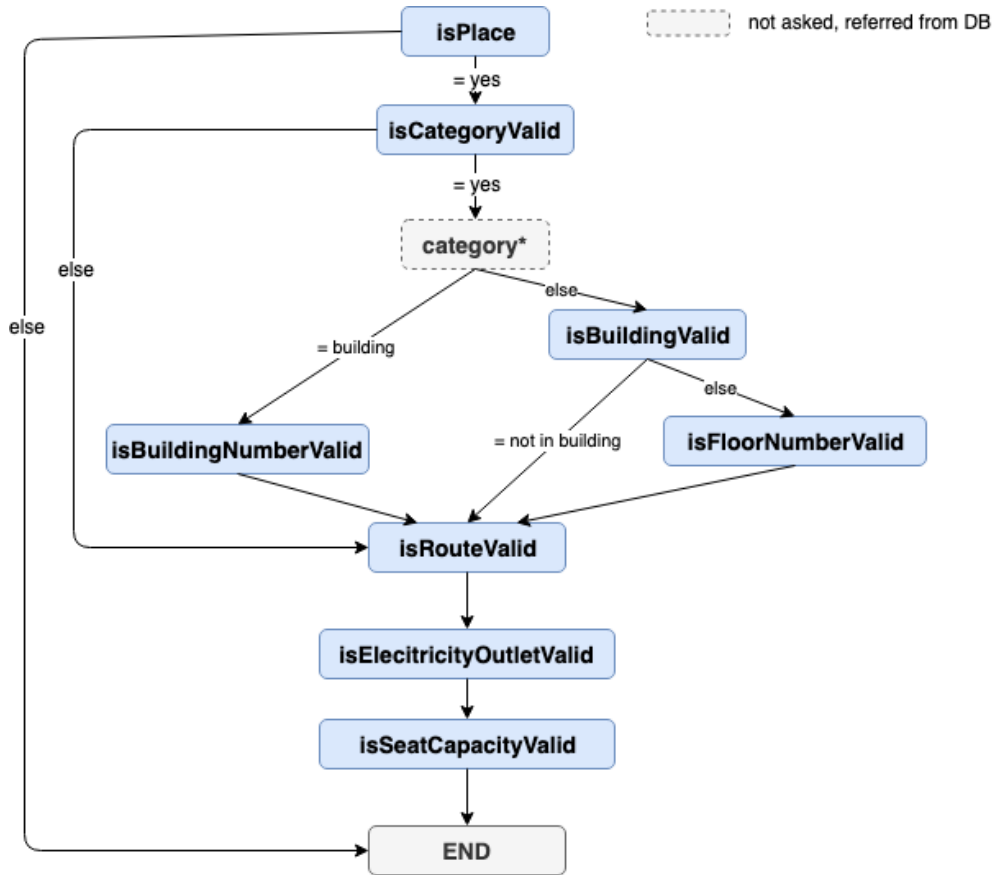 isPlace
not asked, referred from DB
= yes
isCategoryValid
= yes
category*
else
else
isBuildingValid
else
= building
else
isBuildingNumberValid
= not in building
isFloorNumberValid
isRouteValid
isElecitricityOutletValid
isSeatCapacityValid
END